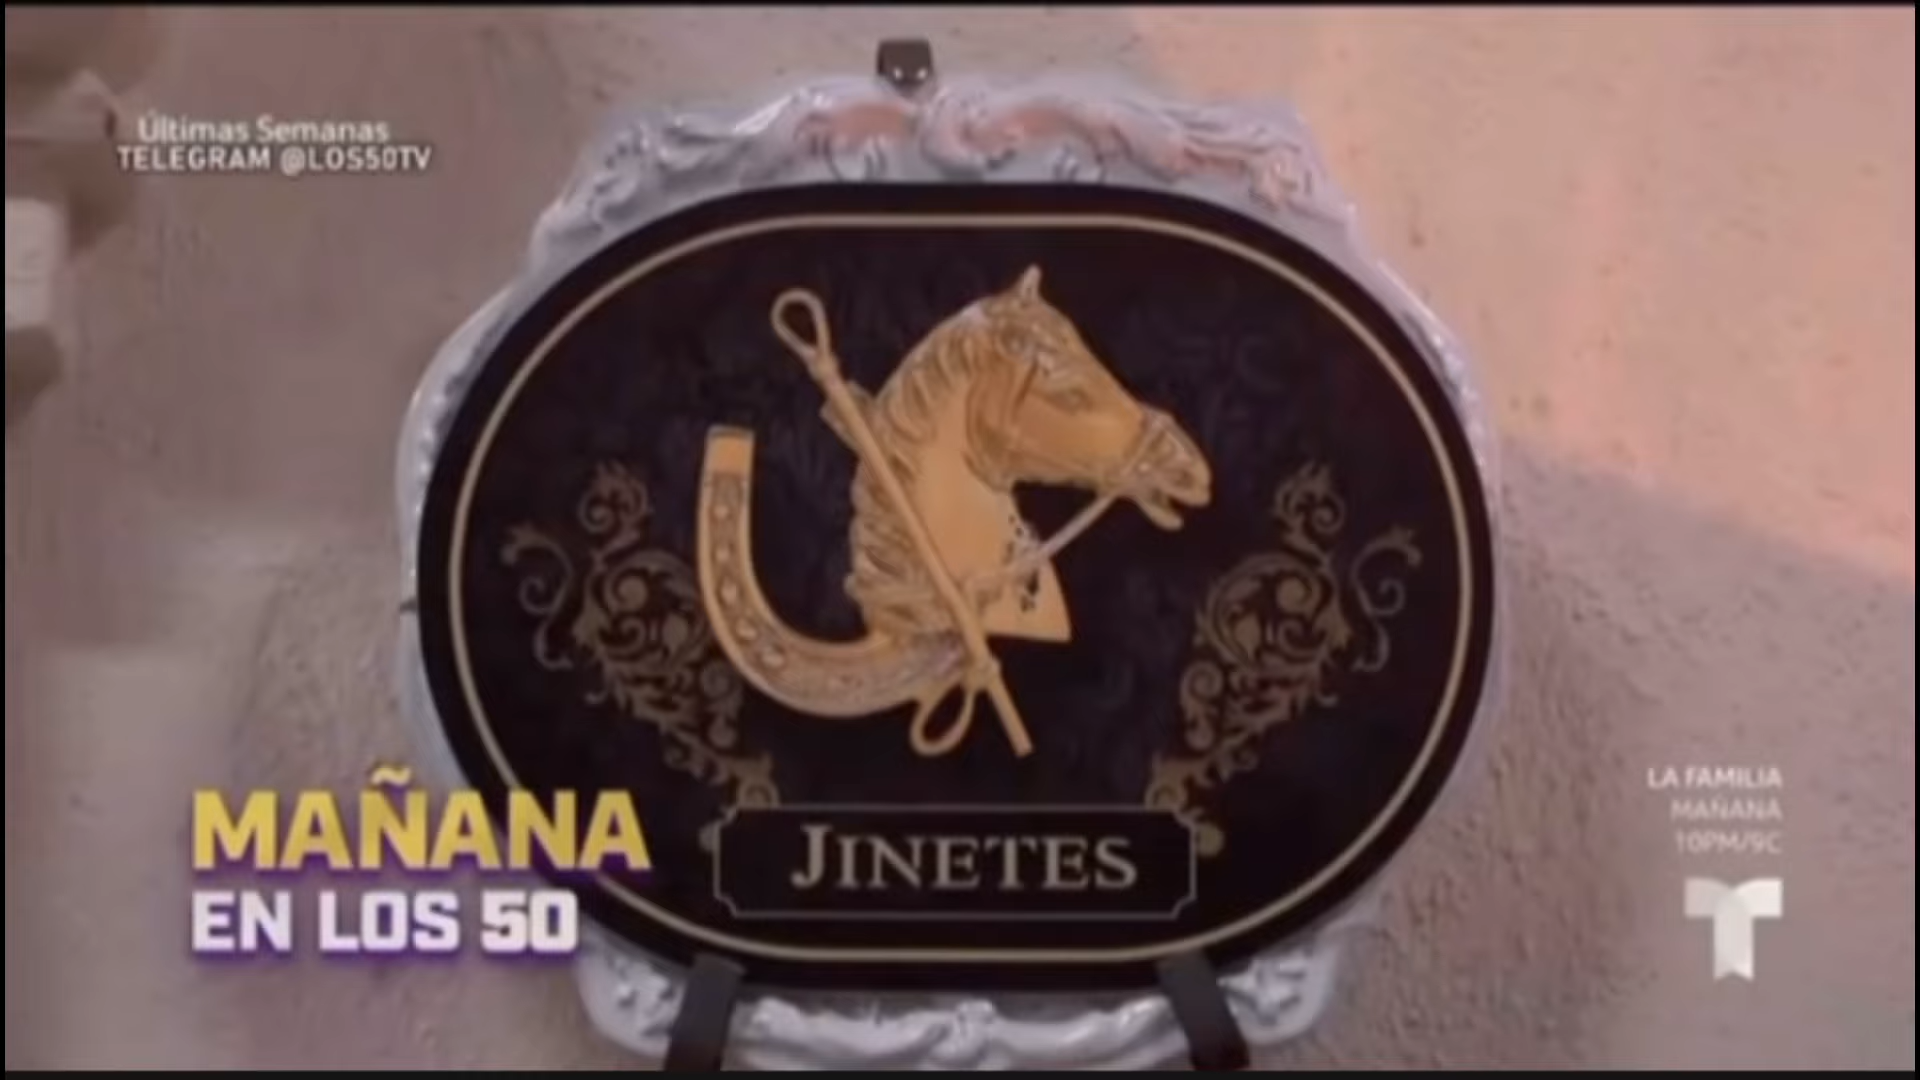 Últimas Semanas
TELEGRAM @LOS50TV
JINETES
MAÑANA
EN LOS 50
LA FAMILIA
MAÑANA
10PM/9C